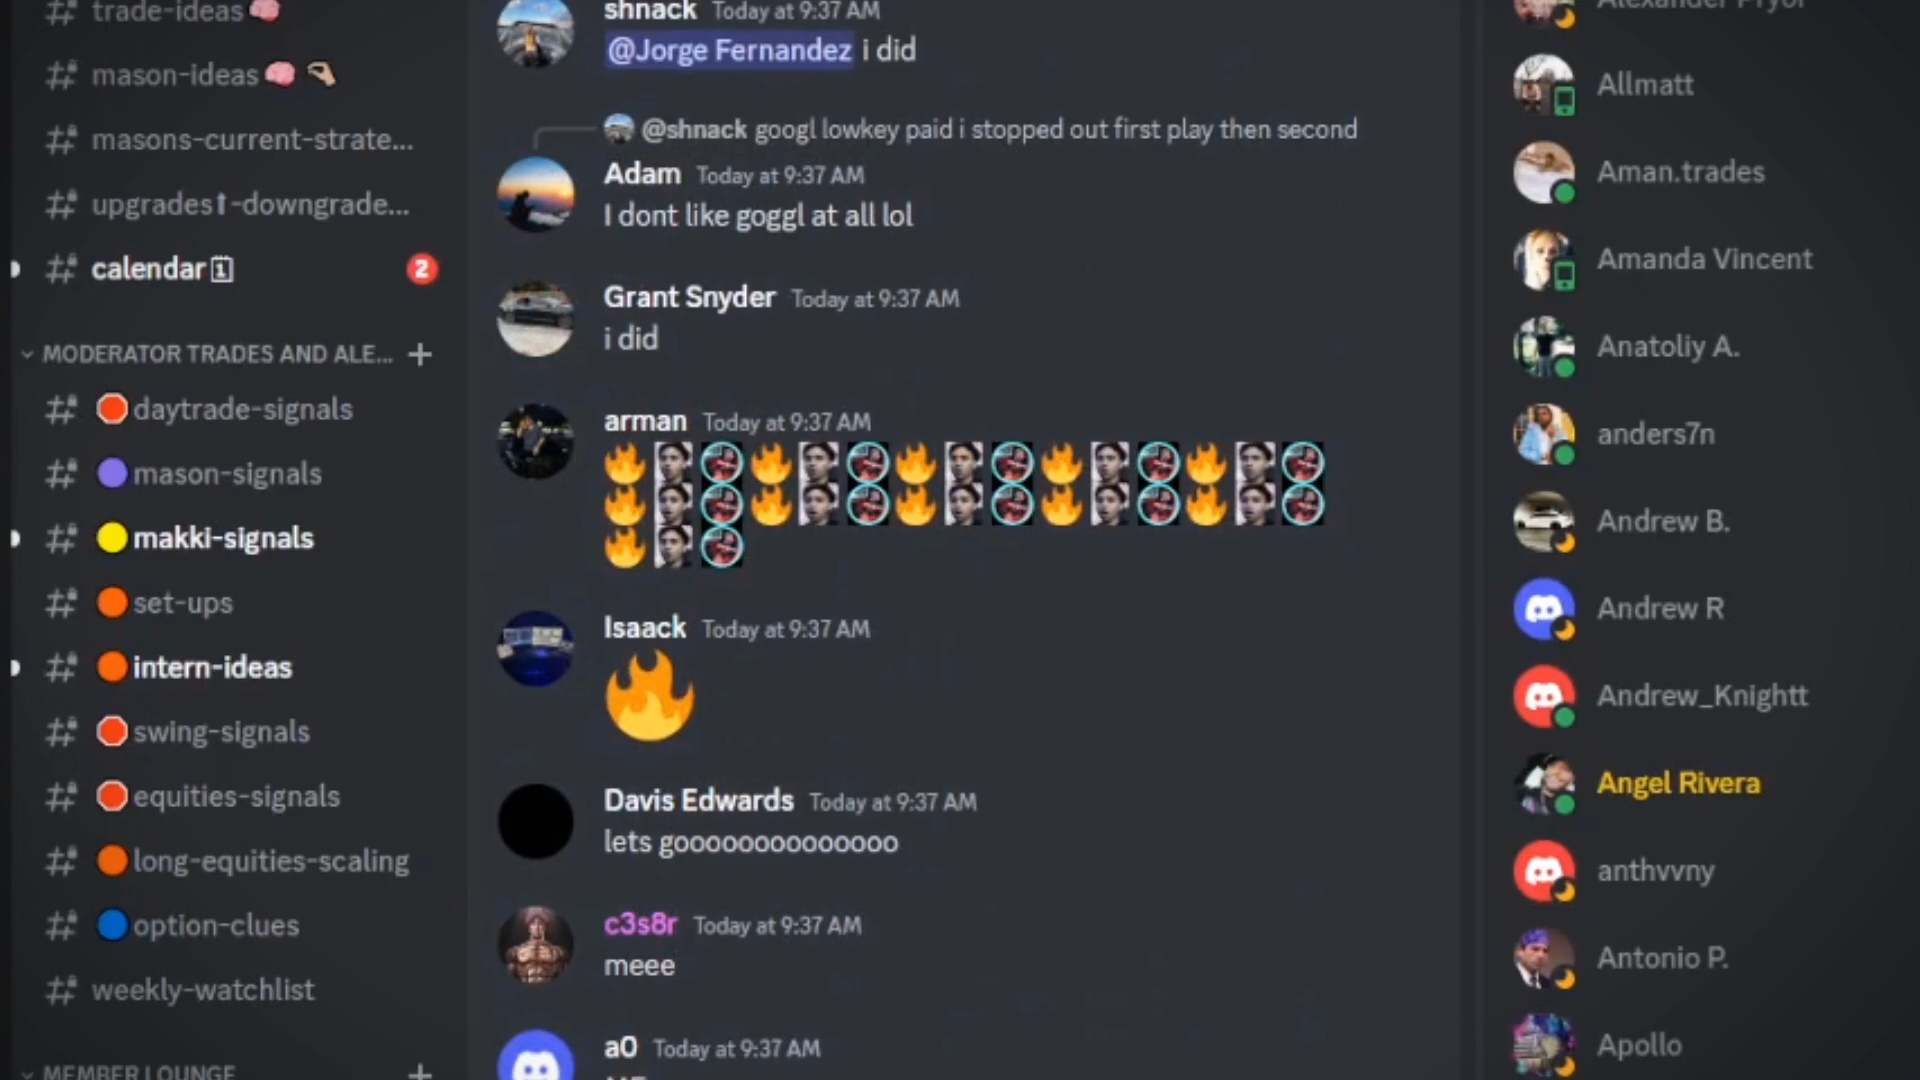 trade-ideas
mason-ideas
masons-current-strate...
upgrades⬆-downgrade...
calendar
2
MODERATOR TRADES AND ALE...
daytrade-signals
mason-signals
makki-signals
set-ups
intern-ideas
swing-signals
equities-signals
long-equities-scaling
option-clues
weekly-watchlist
MEMBER LOUNGE
shnack Today at 9:37 AM
@Jorge Fernandez i did
@shnack googl lowkey paid i stopped out first play then second
Adam Today at 9:37 AM
I dont like goggl at all lol
Grant Snyder Today at 9:37 AM
i did
arman Today at 9:37 AM
Isaack Today at 9:37 AM
Davis Edwards Today at 9:37 AM
lets goooooooooooooo
c3s8r Today at 9:37 AM
meee
a0 Today at 9:37 AM
Alexander Pryor
Allmatt
Aman.trades
Amanda Vincent
Anatoliy A.
anders7n
Andrew B.
Andrew R
Andrew_Knightt
Angel Rivera
anthvvny
Antonio P.
Apollo